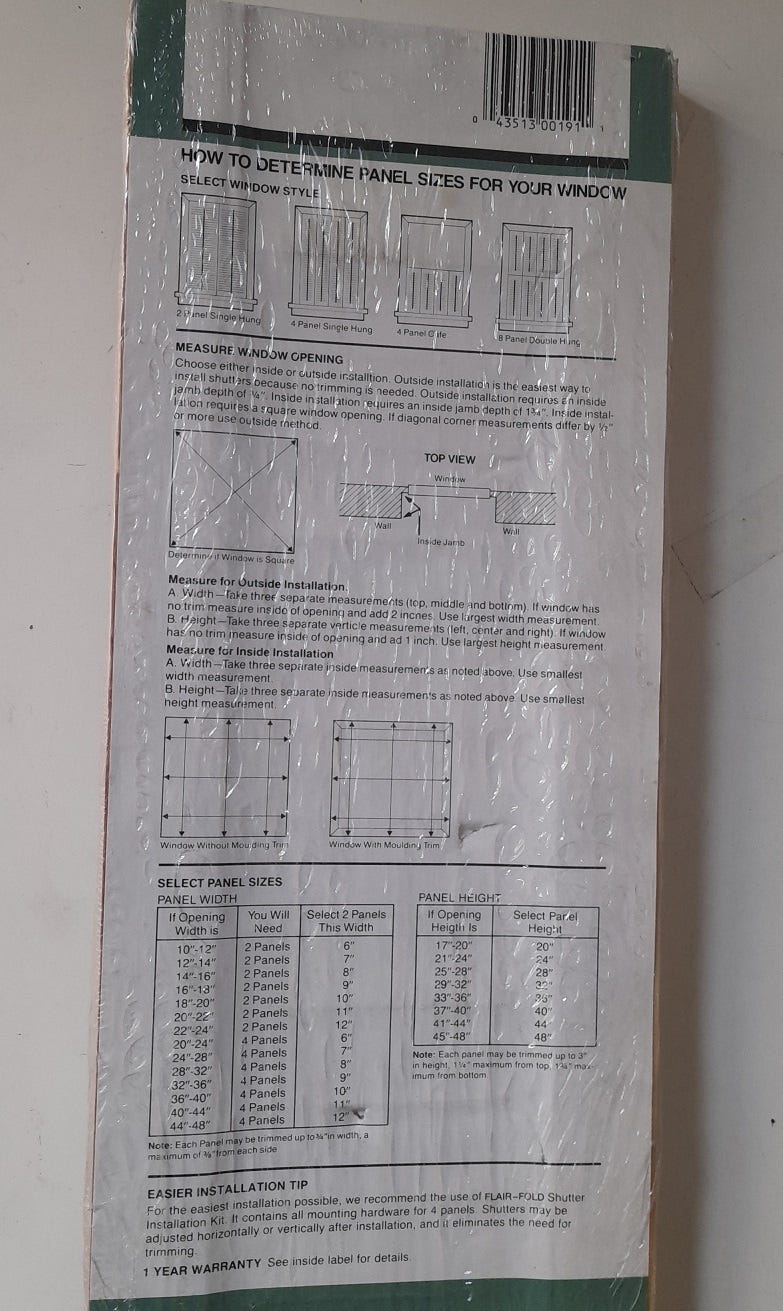 0 43513 00191 1
HOW TO DETERMINE PANEL SIZES FOR YOUR WINDOW
SELECT WINDOW STYLE
2 Panel Single Hung
4 Panel Single Hung
4 Panel Cafe
8 Panel Double Hung
MEASURE WINDOW OPENING
Choose either inside or outside installtion. Outside installation is the easiest way to
install shutters because no trimming is needed. Outside installation requires an inside
jamb depth of ¼". Inside installation requires an inside jamb depth of 1¾". Inside instal-
lation requires a square window opening. If diagonal corner measurements differ by ½"
or more use outside method.
TOP VIEW
Window
Wall
Wall
Inside Jamb
Determine if Window is Square
Measure for Outside Installation.
A. Width—Take three separate measurements (top, middle and bottom). If window has
no trim measure inside of opening and add 2 inches. Use largest width measurement.
B. Height—Take three separate verticle measurements (left, center and right). If window
has no trim measure inside of opening and ad 1 inch. Use largest height measurement.
Measure for Inside Installation
A. Width—Take three separate inside measurements as noted above. Use smallest
width measurement.
B. Height—Take three separate inside measurements as noted above. Use smallest
height measurement.
Window Without Moulding Trim
Window With Moulding Trim
SELECT PANEL SIZES
PANEL WIDTH
If Opening Width is | You Will Need | Select 2 Panels This Width
10"-12" 2 Panels 6"
12"-14" 2 Panels 7"
14"-16" 2 Panels 8"
16"-18" 2 Panels 9"
18"-20" 2 Panels 10"
20"-22" 2 Panels 11"
22"-24" 2 Panels 12"
20"-24" 4 Panels 6"
24"-28" 4 Panels 7"
28"-32" 4 Panels 8"
32"-36" 4 Panels 9"
36"-40" 4 Panels 10"
40"-44" 4 Panels 11"
44"-48" 4 Panels 12"
Note: Each Panel may be trimmed up to ¾" in width, a
maximum of ⅜" from each side
PANEL HEIGHT
If Opening Heigth Is | Select Panel Height
17"-20" 20"
21"-24" 24"
25"-28" 28"
29"-32" 32"
33"-36" 36"
37"-40" 40"
41"-44" 44"
45"-48" 48"
Note: Each panel may be trimmed up to 3"
in height, 1¼" maximum from top, 1¾" max-
imum from bottom.
EASIER INSTALLATION TIP
For the easiest installation possible, we recommend the use of FLAIR-FOLD Shutter
Installation Kit. It contains all mounting hardware for 4 panels. Shutters may be
adjusted horizontally or vertically after installation, and it eliminates the need for
trimming.
1 YEAR WARRANTY See inside label for details.